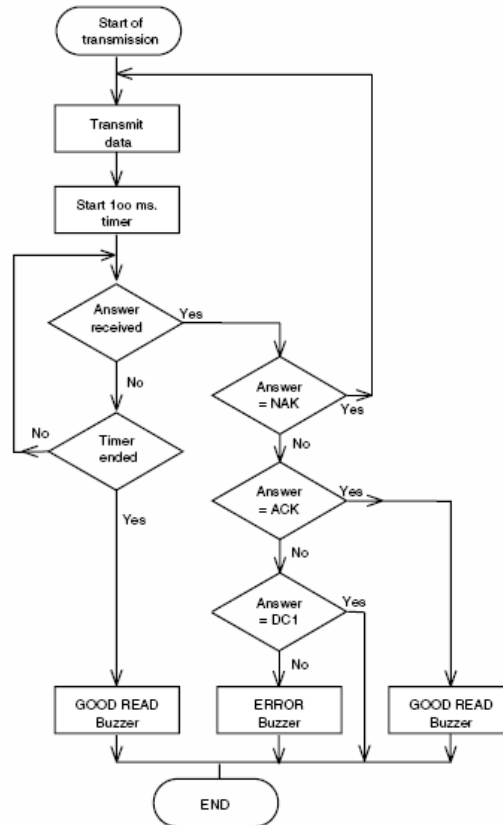 Start of
transmission
Transmit
data
Start 1oo ms.
timer
Answer
received
Yes
No
Answer
= NAK
Yes
No
Timer
ended
No
Yes
Answer
= ACK
Yes
No
Answer
= DC1
Yes
No
GOOD READ
Buzzer
ERROR
Buzzer
GOOD READ
Buzzer
END